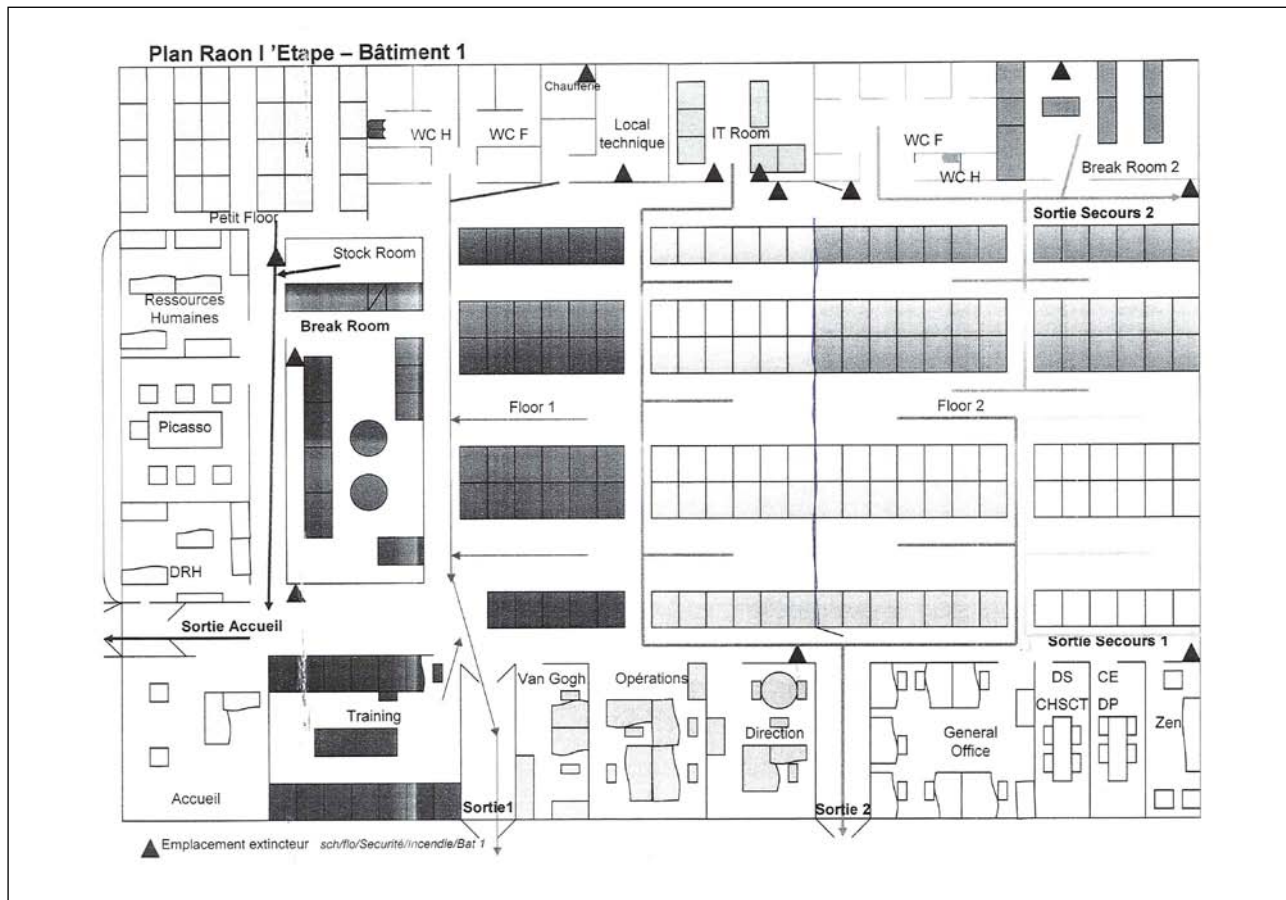 Plan Raon l 'Etape – Bâtiment 1
Chaufferie
WC H
WC F
Local
technique
IT Room
WC F
WC H
Break Room 2
Petit Floor
Sortie Secours 2
Stock Room
Ressources
Humaines
Break Room
Picasso
Floor 1
Floor 2
DRH
Sortie Accueil
Sortie Secours 1
Van Gogh
Opérations
DS
CE
CHSCT
DP
Training
Direction
General
Office
Zen
Accueil
Sortie1
Sortie 2
Emplacement extincteur sch/flo/Securité/incendie/Bat 1